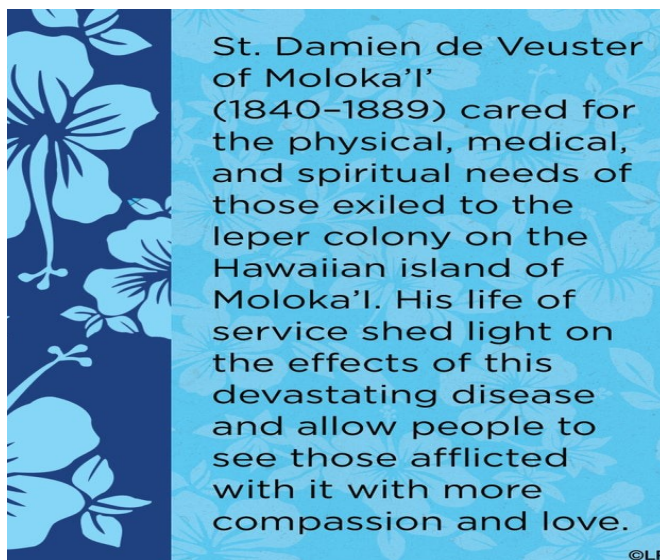 St. Damien de Veuster
of Moloka’I’
(1840–1889) cared for
the physical, medical,
and spiritual needs of
those exiled to the
leper colony on the
Hawaiian island of
Moloka’I. His life of
service shed light on
the effects of this
devastating disease
and allow people to
see those afflicted
with it with more
compassion and love.